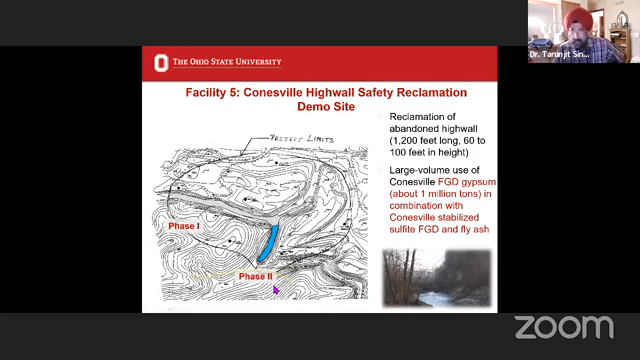 THE OHIO STATE UNIVERSITY
Facility 5: Conesville Highwall Safety Reclamation
Demo Site
PROJECT LIMITS
Phase I
Phase II
Reclamation of
abandoned highwall
(1,200 feet long, 60 to
100 feet in height)
Large-volume use of
Conesville FGD gypsum
(about 1 million tons) in
combination with
Conesville stabilized
sulfite FGD and fly ash
Dr. Tarunjit Sin...
zoom